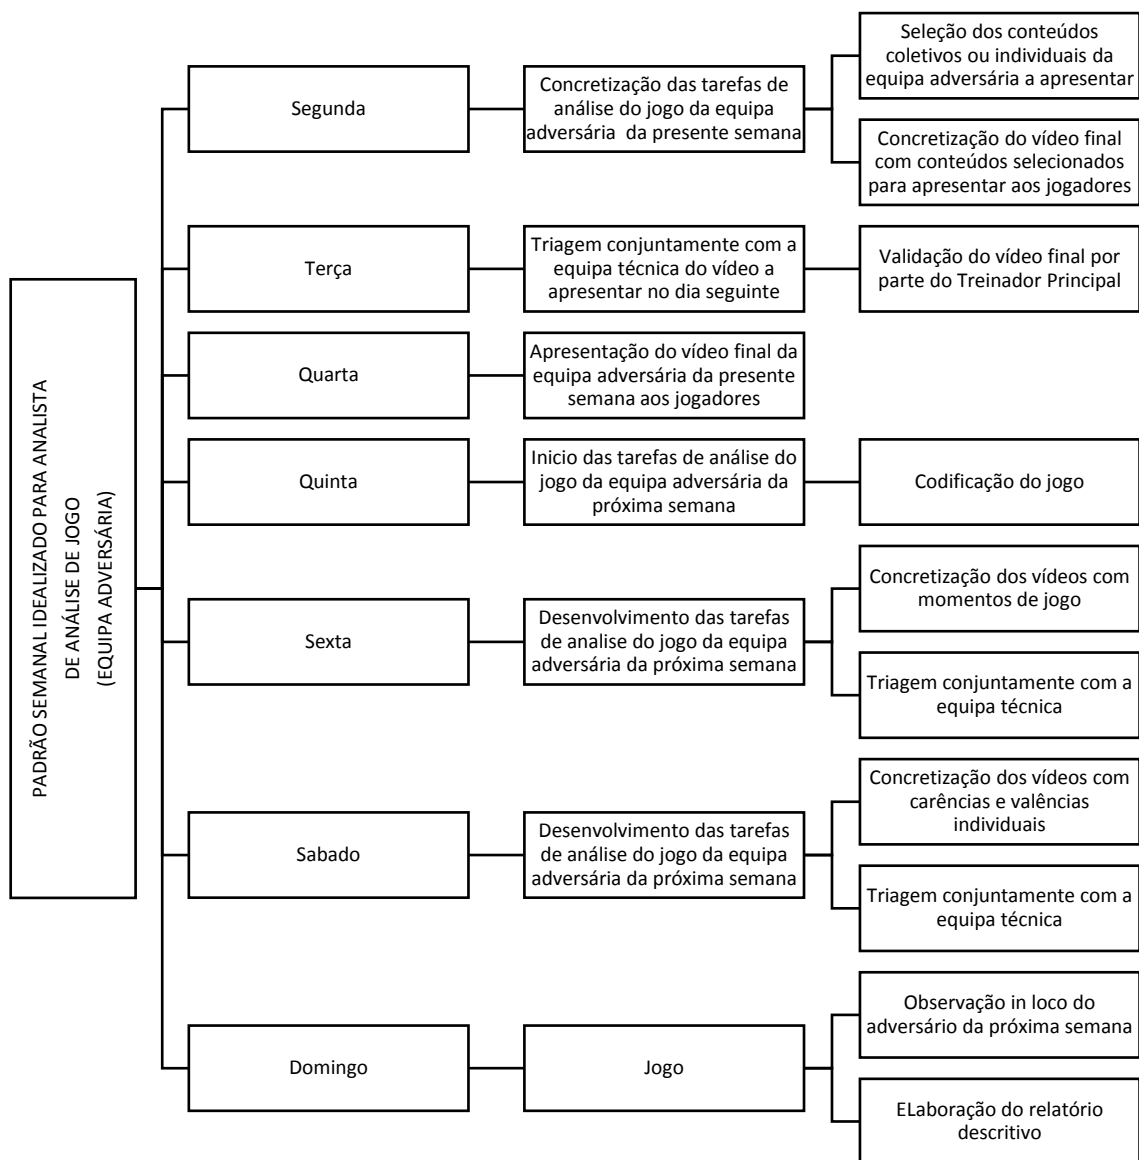 PADRÃO SEMANAL IDEALIZADO PARA ANALISTA
DE ANÁLISE DE JOGO
(EQUIPA ADVERSÁRIA)
Segunda
Concretização das tarefas de
análise do jogo da equipa
adversária da presente semana
Seleção dos conteúdos
coletivos ou individuais da
equipa adversária a apresentar
Concretização do vídeo final
com conteúdos selecionados
para apresentar aos jogadores
Terça
Triagem conjuntamente com a
equipa técnica do vídeo a
apresentar no dia seguinte
Validação do vídeo final por
parte do Treinador Principal
Quarta
Apresentação do vídeo final da
equipa adversária da presente
semana aos jogadores
Quinta
Inicio das tarefas de análise do
jogo da equipa adversária da
próxima semana
Codificação do jogo
Sexta
Desenvolvimento das tarefas
de analise do jogo da equipa
adversária da próxima semana
Concretização dos vídeos com
momentos de jogo
Triagem conjuntamente com a
equipa técnica
Sabado
Desenvolvimento das tarefas
de análise do jogo da equipa
adversária da próxima semana
Concretização dos vídeos com
carências e valências
individuais
Triagem conjuntamente com a
equipa técnica
Domingo
Jogo
Observação in loco do
adversário da próxima semana
ELaboração do relatório
descritivo